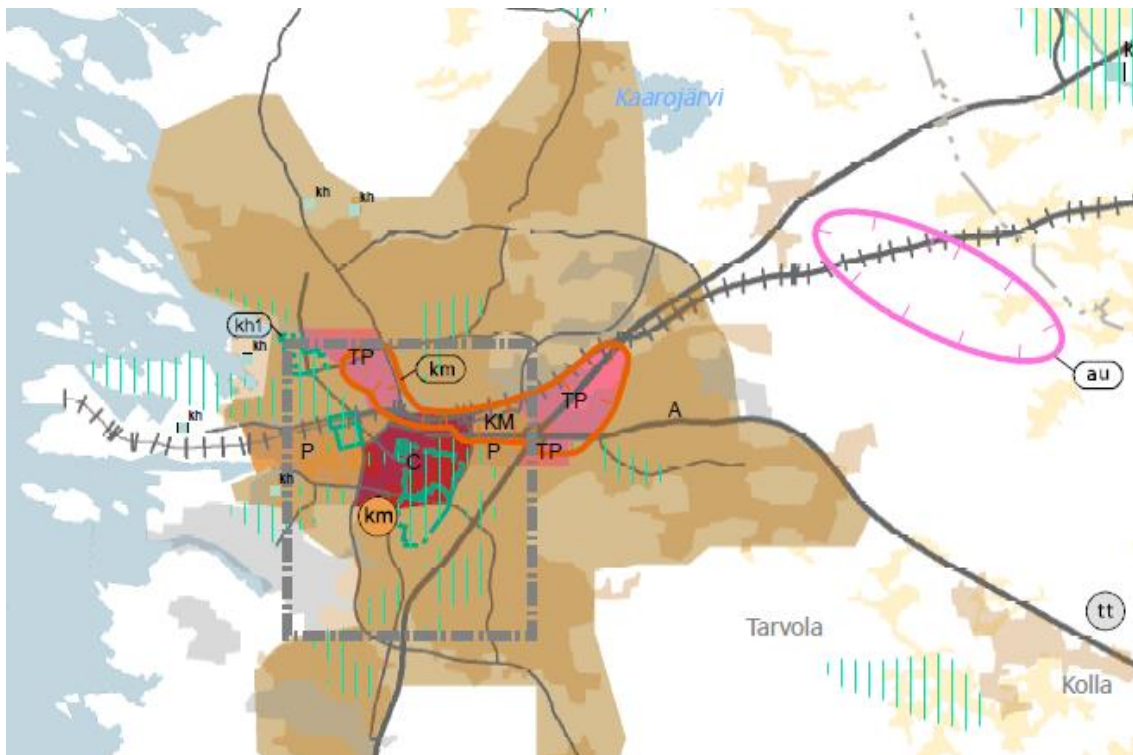 K
l
Kaarojärvi
kh
kh
kh1
kh
TP
km
au
TP
A
KM
kh
P
P
TP
C
kh
km
tt
Tarvola
Kolla